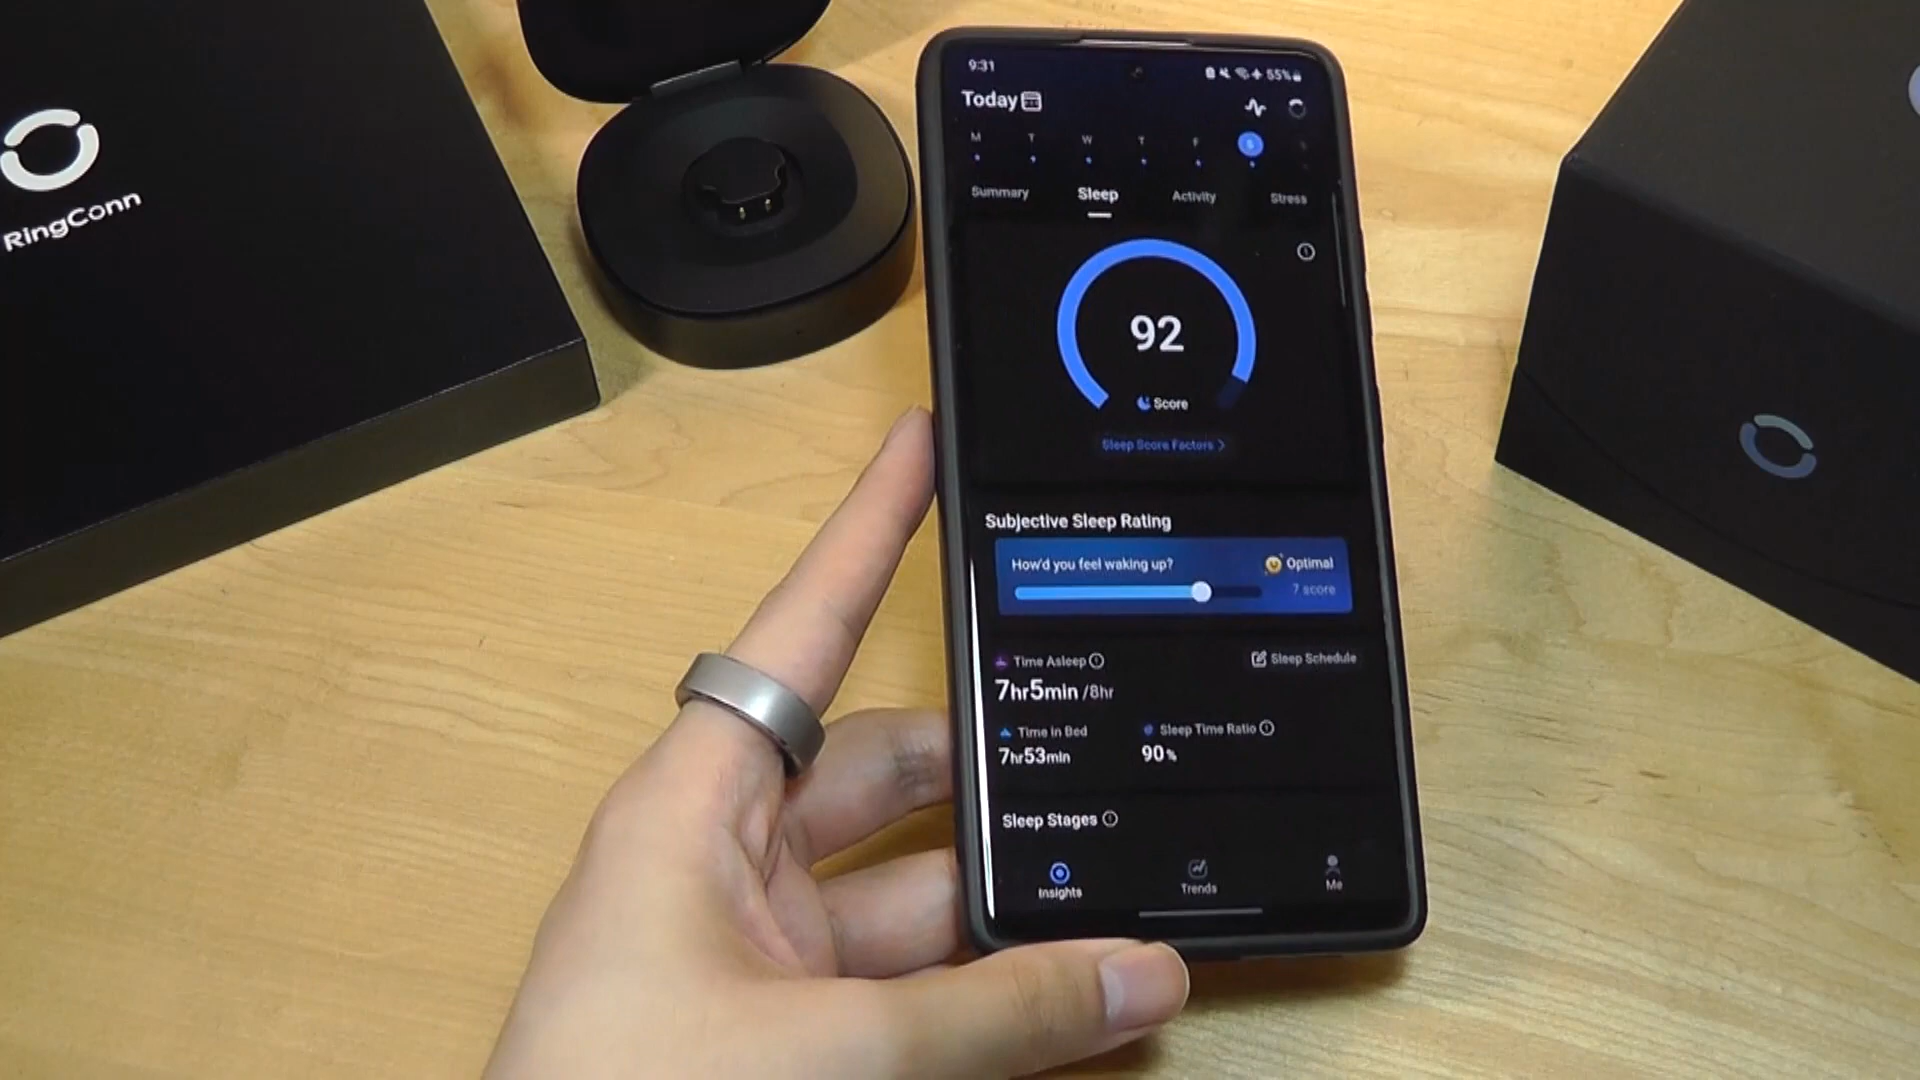 RingConn
9:31
55%
Today
M T W T F S
Summary Sleep Activity Stress
92
Score
Sleep Score Factors >
Subjective Sleep Rating
How'd you feel waking up? Optimal
7 score
Time Asleep Sleep Schedule
7hr5min /8hr
Time in Bed Sleep Time Ratio
7hr53min 90%
Sleep Stages
Insights Trends Me